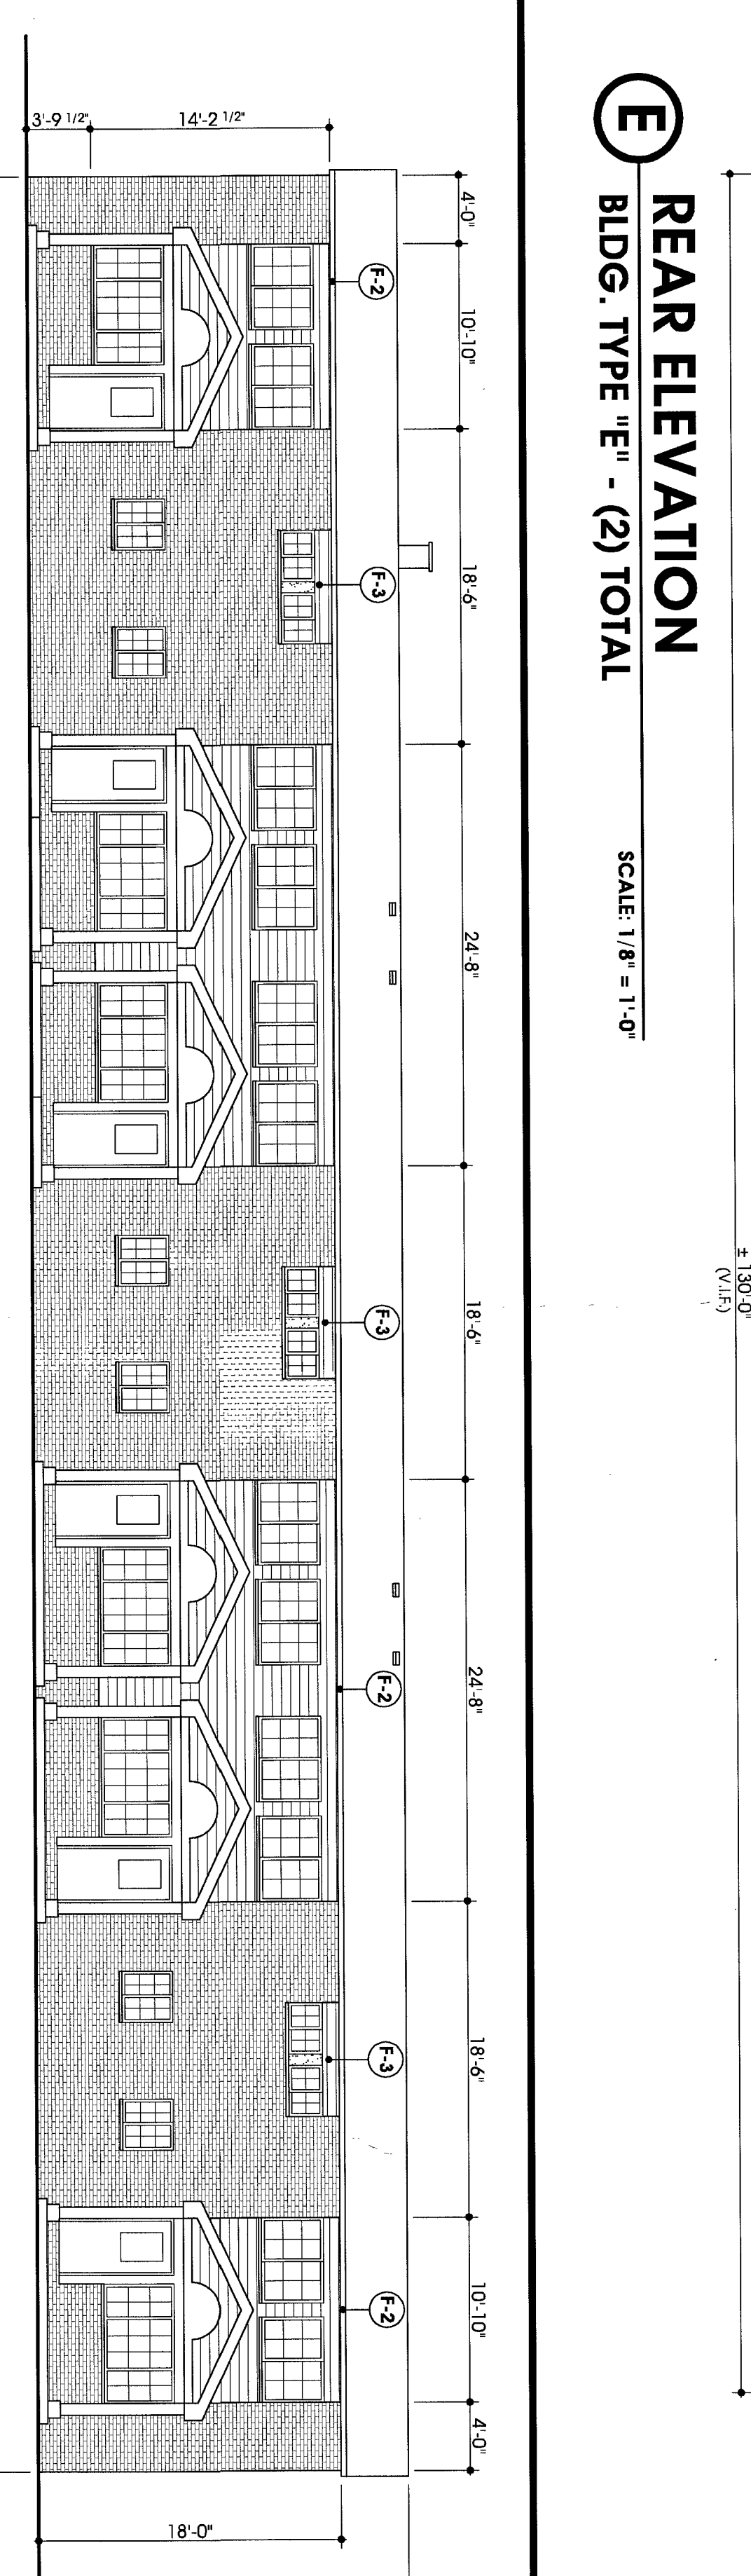 E
REAR ELEVATION
BLDG. TYPE "E" - (2) TOTAL
SCALE: 1/8" = 1'-0"
± 130'-0"
(V.I.F.)
4'-0"
10'-10"
18'-6"
24'-8"
18'-6"
24'-8"
18'-6"
10'-10"
4'-0"
F-2
F-3
F-3
F-2
F-3
F-2
14'-2 1/2"
3'-9 1/2"
18'-0"